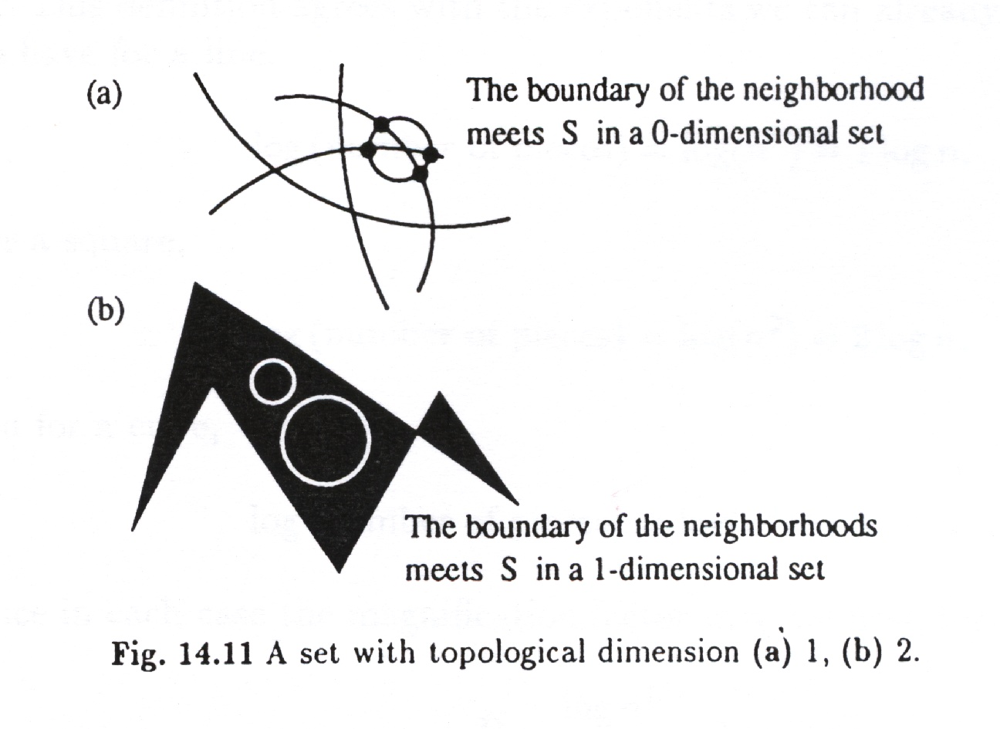 (a)
The boundary of the neighborhood
meets S in a 0-dimensional set
(b)
The boundary of the neighborhoods
meets S in a 1-dimensional set
Fig. 14.11 A set with topological dimension (a) 1, (b) 2.